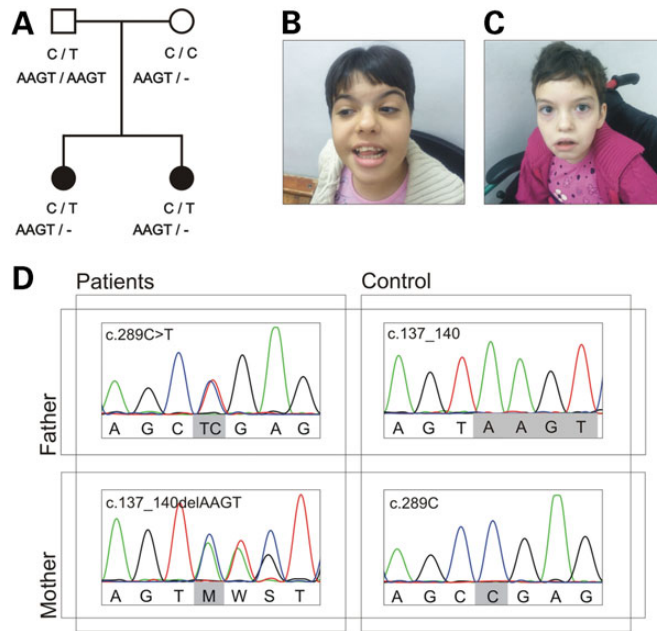 A
C / T
C / C
AAGT / AAGT
AAGT / -
C / T
C / T
AAGT / -
AAGT / -
B
C
D
Patients
Control
Father
c.289C>T
A G C TC G A G
c.137_140
A G T A A G T
Mother
c.137_140delAAGT
A G T M W S T
c.289C
A G C C G A G